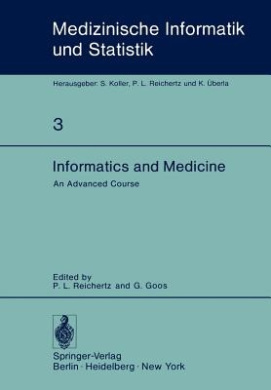 Medizinische Informatik
und Statistik
Herausgeber: S. Koller, P. L. Reichertz und K. Überla
3
Informatics and Medicine
An Advanced Course
Edited by
P. L. Reichertz and G. Goos
Springer-Verlag
Berlin · Heidelberg · New York